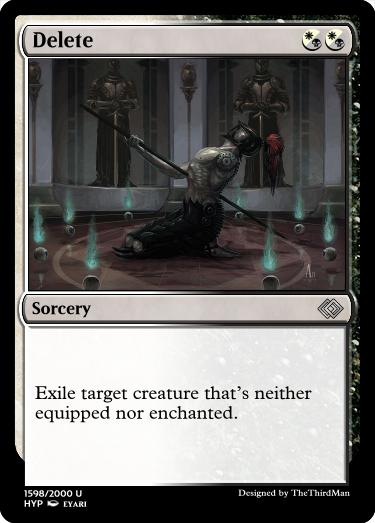 Delete
Sorcery
Exile target creature that's neither
equipped nor enchanted.
1598/2000 U
HYP EYARI
Designed by TheThirdMan